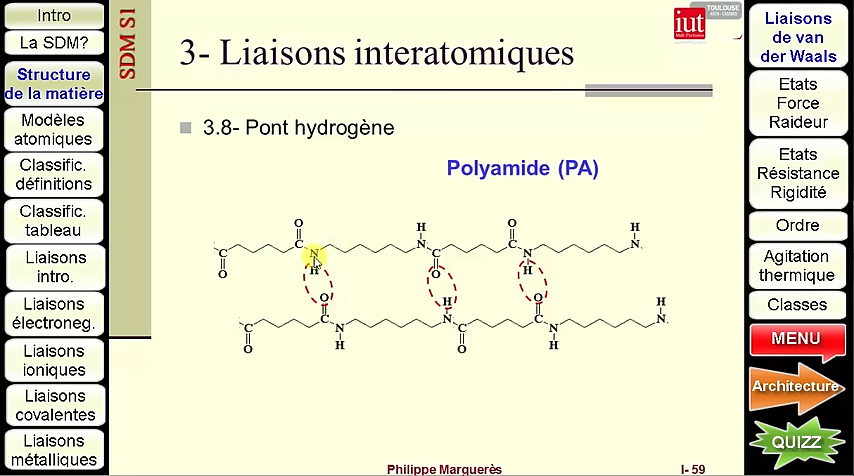 Intro
La SDM?
Structure
de la matière
Modèles
atomiques
Classific.
définitions
Classific.
tableau
Liaisons
intro.
Liaisons
électroneg.
Liaisons
ioniques
Liaisons
covalentes
Liaisons
métalliques
SDM S1
3- Liaisons interatomiques
iut
TOULOUSE
3.8- Pont hydrogène
Polyamide (PA)
O H O H
C N N C C N N
O H O H
O H O H
C C N N C C N N
O H O H
Philippe Marquerès
I- 59
Liaisons
de van
der Waals
Etats
Force
Raideur
Etats
Résistance
Rigidité
Ordre
Agitation
thermique
Classes
MENU
Architecture
QUIZZ